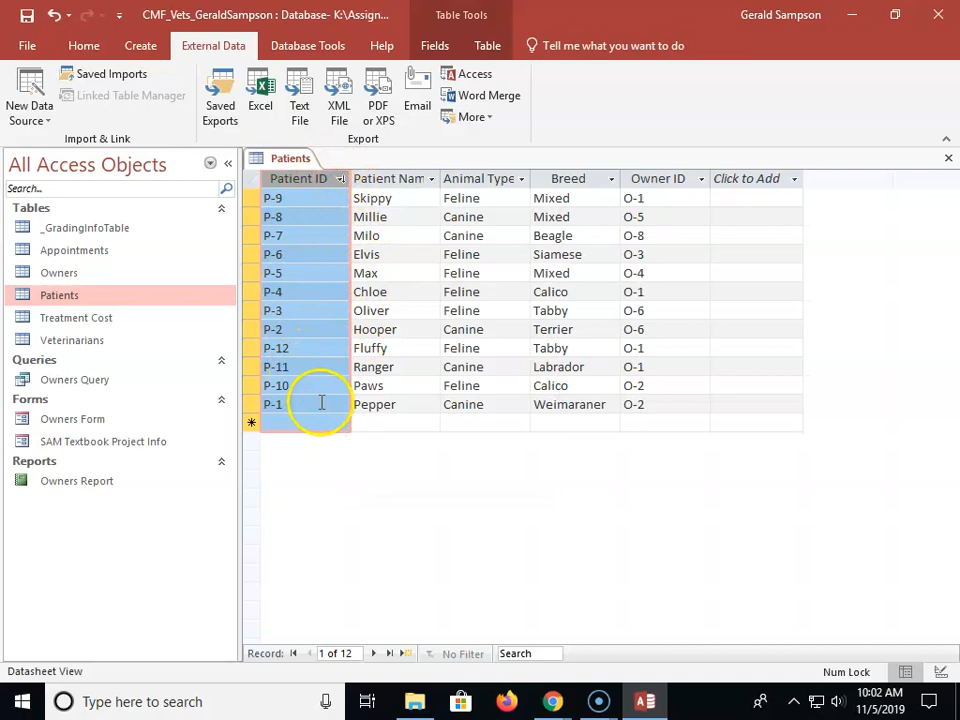 CMF_Vets_GeraldSampson : Database- K:\Assign...
Table Tools
Gerald Sampson
File
Home
Create
External Data
Database Tools
Help
Fields
Table
Tell me what you want to do
New Data Source
Saved Imports
Linked Table Manager
Import & Link
Saved Exports
Excel
Text File
XML File
PDF or XPS
Email
Access
Word Merge
More
Export
All Access Objects
Search...
Tables
_GradingInfoTable
Appointments
Owners
Patients
Treatment Cost
Veterinarians
Queries
Owners Query
Forms
Owners Form
SAM Textbook Project Info
Reports
Owners Report
Patients
Patient ID Patient Nam Animal Type Breed Owner ID Click to Add
P-9 Skippy Feline Mixed O-1
P-8 Millie Canine Mixed O-5
P-7 Milo Canine Beagle O-8
P-6 Elvis Feline Siamese O-3
P-5 Max Feline Mixed O-4
P-4 Chloe Feline Calico O-1
P-3 Oliver Feline Tabby O-6
P-2 Hooper Canine Terrier O-6
P-12 Fluffy Feline Tabby O-1
P-11 Ranger Canine Labrador O-1
P-10 Paws Feline Calico O-2
P-1 Pepper Canine Weimaraner O-2
Record: 1 of 12 No Filter Search
Datasheet View
Num Lock
Type here to search
10:02 AM
11/5/2019